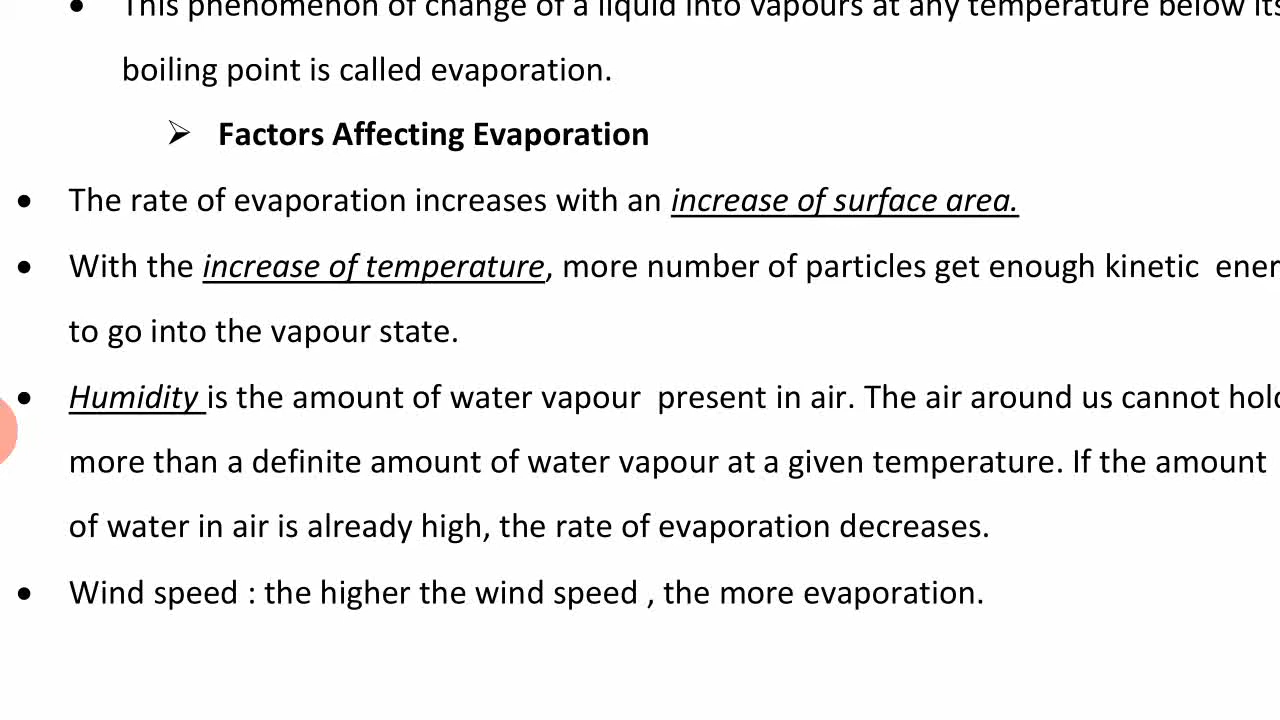 • This phenomenon of change of a liquid into vapours at any temperature below its
boiling point is called evaporation.
➢ Factors Affecting Evaporation
• The rate of evaporation increases with an increase of surface area.
• With the increase of temperature, more number of particles get enough kinetic  ener
to go into the vapour state.
• Humidity is the amount of water vapour  present in air. The air around us cannot hold
more than a definite amount of water vapour at a given temperature. If the amount
of water in air is already high, the rate of evaporation decreases.
• Wind speed : the higher the wind speed , the more evaporation.